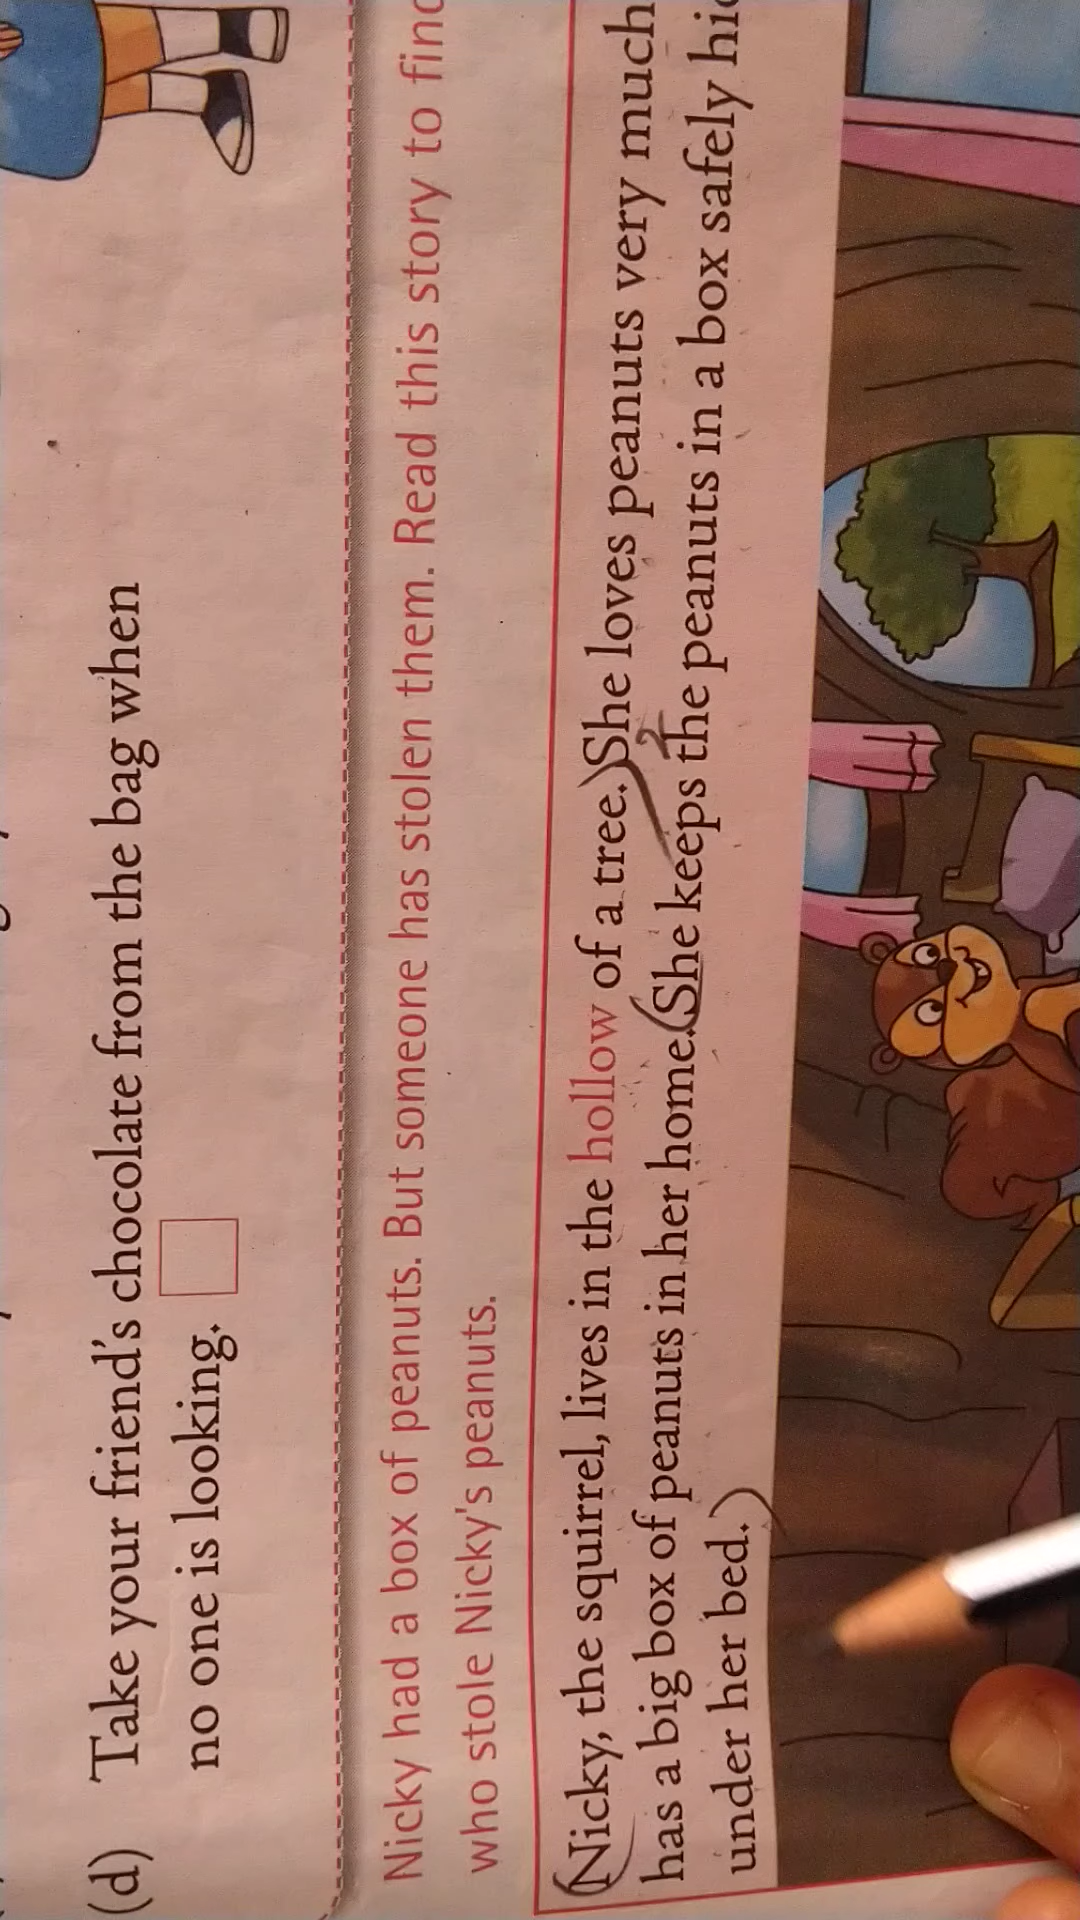 (d) Take your friend's chocolate from the bag when
no one is looking.
Nicky had a box of peanuts. But someone has stolen them. Read this story to find
who stole Nicky's peanuts.
(Nicky, the squirrel, lives in the hollow of a tree.) She loves peanuts very much
has a big box of peanuts in her home. (She keeps the peanuts in a box safely
under her bed.)